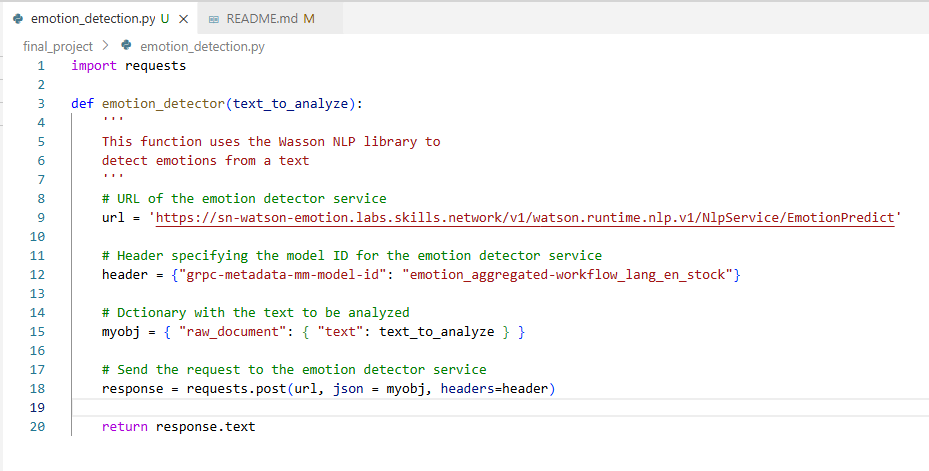 emotion_detection.py U × README.md M
final_project > emotion_detection.py
1 import requests
2
3 def emotion_detector(text_to_analyze):
4     '''
5     This function uses the Wasson NLP library to
6     detect emotions from a text
7     '''
8     # URL of the emotion detector service
9     url = 'https://sn-watson-emotion.labs.skills.network/v1/watson.runtime.nlp.v1/NlpService/EmotionPredict'
10
11     # Header specifying the model ID for the emotion detector service
12     header = {"grpc-metadata-mm-model-id": "emotion_aggregated-workflow_lang_en_stock"}
13
14     # Dctionary with the text to be analyzed
15     myobj = { "raw_document": { "text": text_to_analyze } }
16
17     # Send the request to the emotion detector service
18     response = requests.post(url, json = myobj, headers=header)
19
20     return response.text